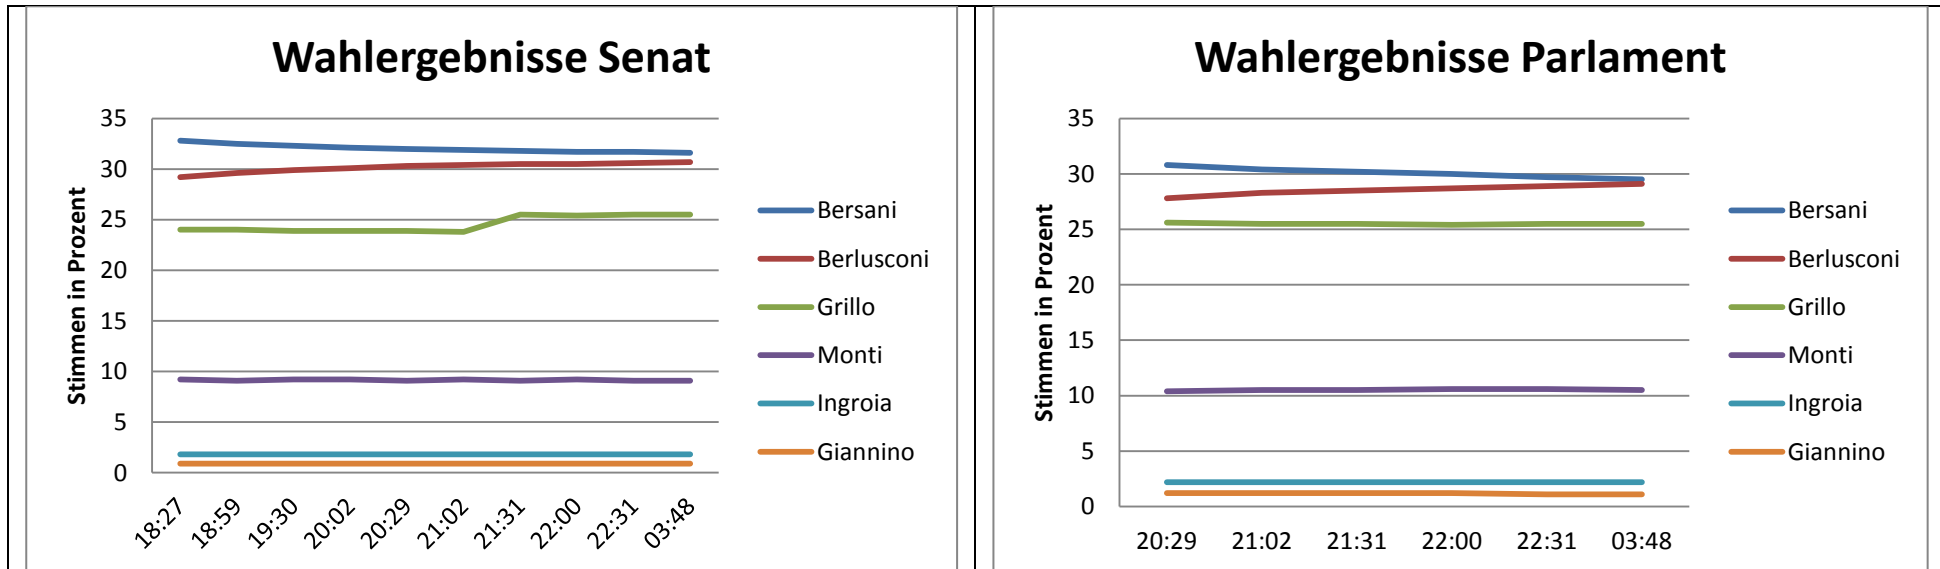 Wahlergebnisse Senat
Stimmen in Prozent
35
30
25
20
15
10
5
0
18:27
18:59
19:30
20:02
20:29
21:02
21:31
22:00
22:31
03:48
Bersani
Berlusconi
Grillo
Monti
Ingroia
Giannino
Wahlergebnisse Parlament
Stimmen in Prozent
35
30
25
20
15
10
5
0
20:29
21:02
21:31
22:00
22:31
03:48
Bersani
Berlusconi
Grillo
Monti
Ingroia
Giannino